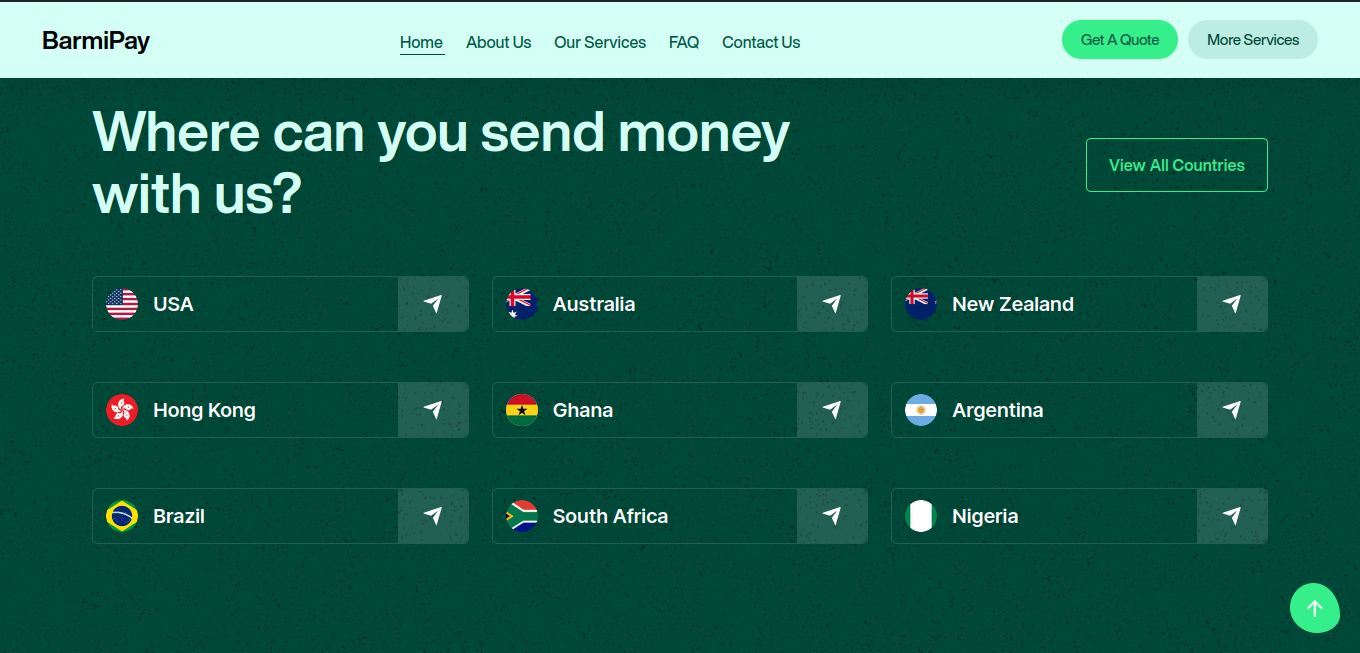 BarmiPay
Home
About Us
Our Services
FAQ
Contact Us
Get A Quote
More Services
Where can you send money
with us?
View All Countries
USA
Australia
New Zealand
Hong Kong
Ghana
Argentina
Brazil
South Africa
Nigeria